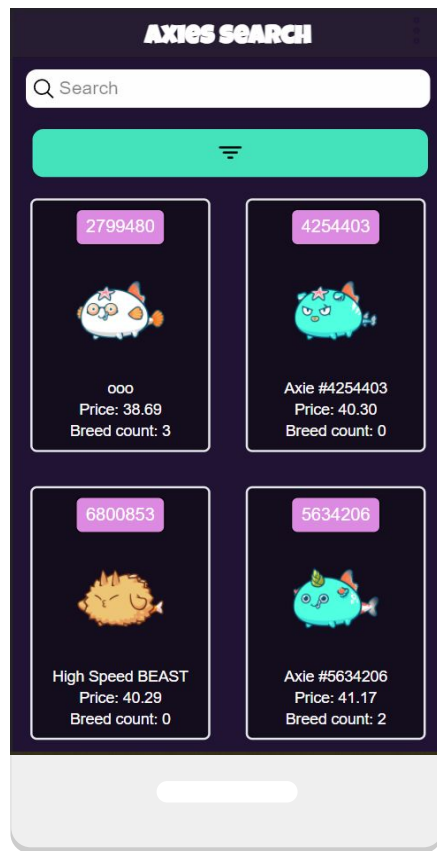 Axies Search
Search
2799480
ooo
Price: 38.69
Breed count: 3
4254403
Axie #4254403
Price: 40.30
Breed count: 0
6800853
High Speed BEAST
Price: 40.29
Breed count: 0
5634206
Axie #5634206
Price: 41.17
Breed count: 2